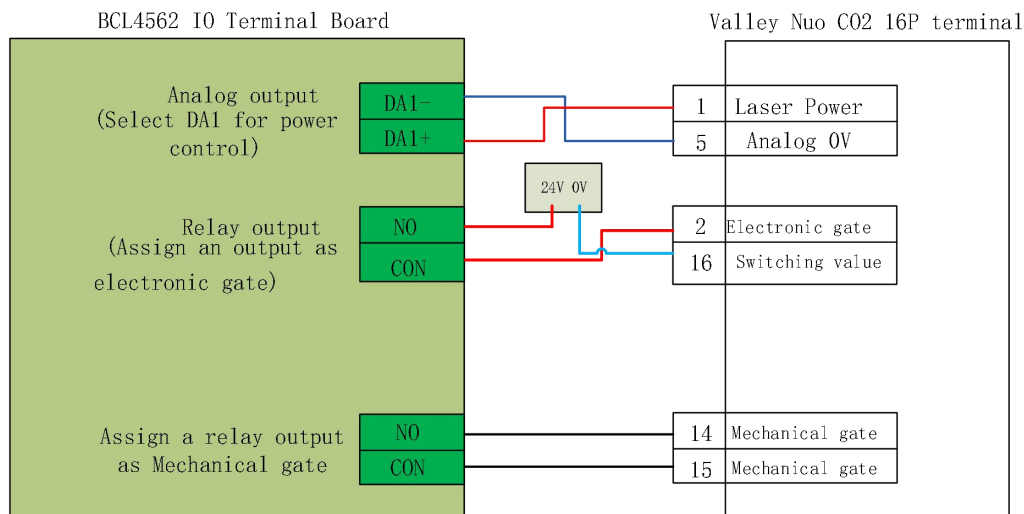 BCL4562 IO Terminal Board
Valley Nuo CO2 16P terminal
Analog output
(Select DA1 for power
control)
DA1-
DA1+
1 Laser Power
5 Analog 0V
24V 0V
Relay output
(Assign an output as
electronic gate)
NO
CON
2 Electronic gate
16 Switching value
Assign a relay output
as Mechanical gate
NO
CON
14 Mechanical gate
15 Mechanical gate